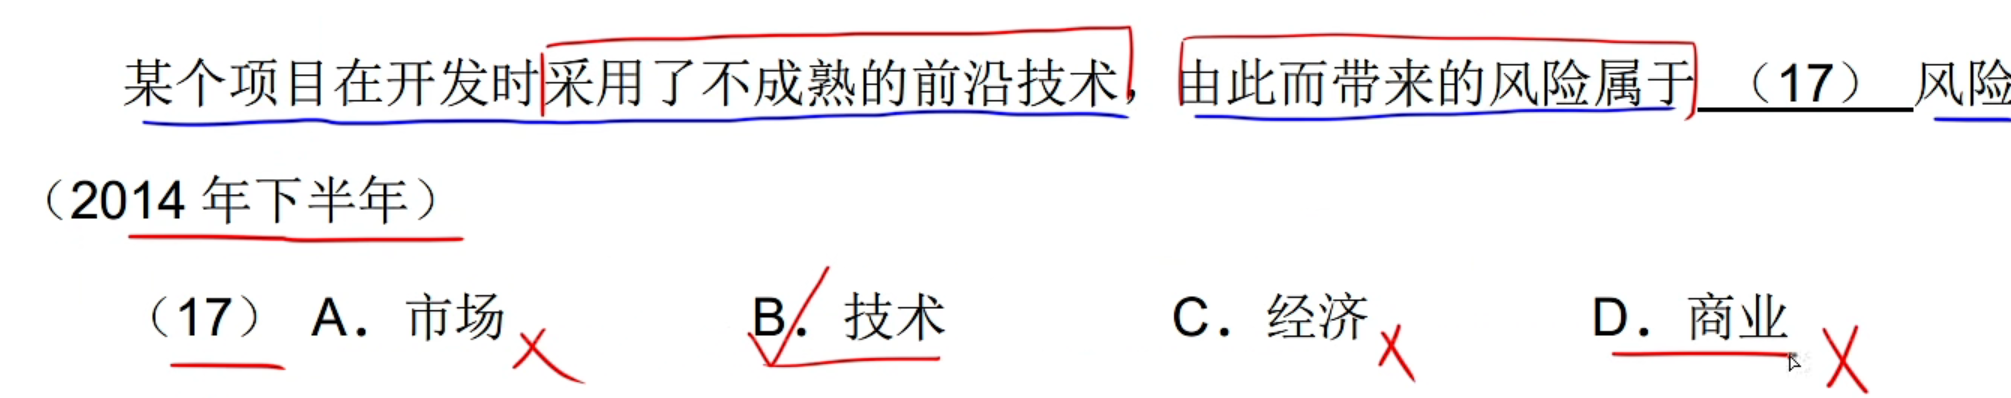 某个项目在开发时采用了不成熟的前沿技术，由此而带来的风险属于（17）风险
（2014 年下半年）
（17） A．市场 B．技术 C．经济 D．商业